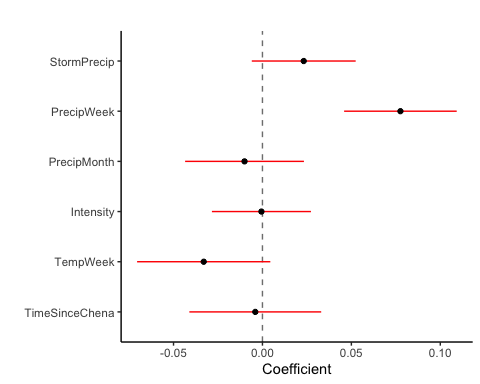 StormPrecip
PrecipWeek
PrecipMonth
Intensity
TempWeek
TimeSinceChena
-0.05 0.00 0.05 0.10
Coefficient